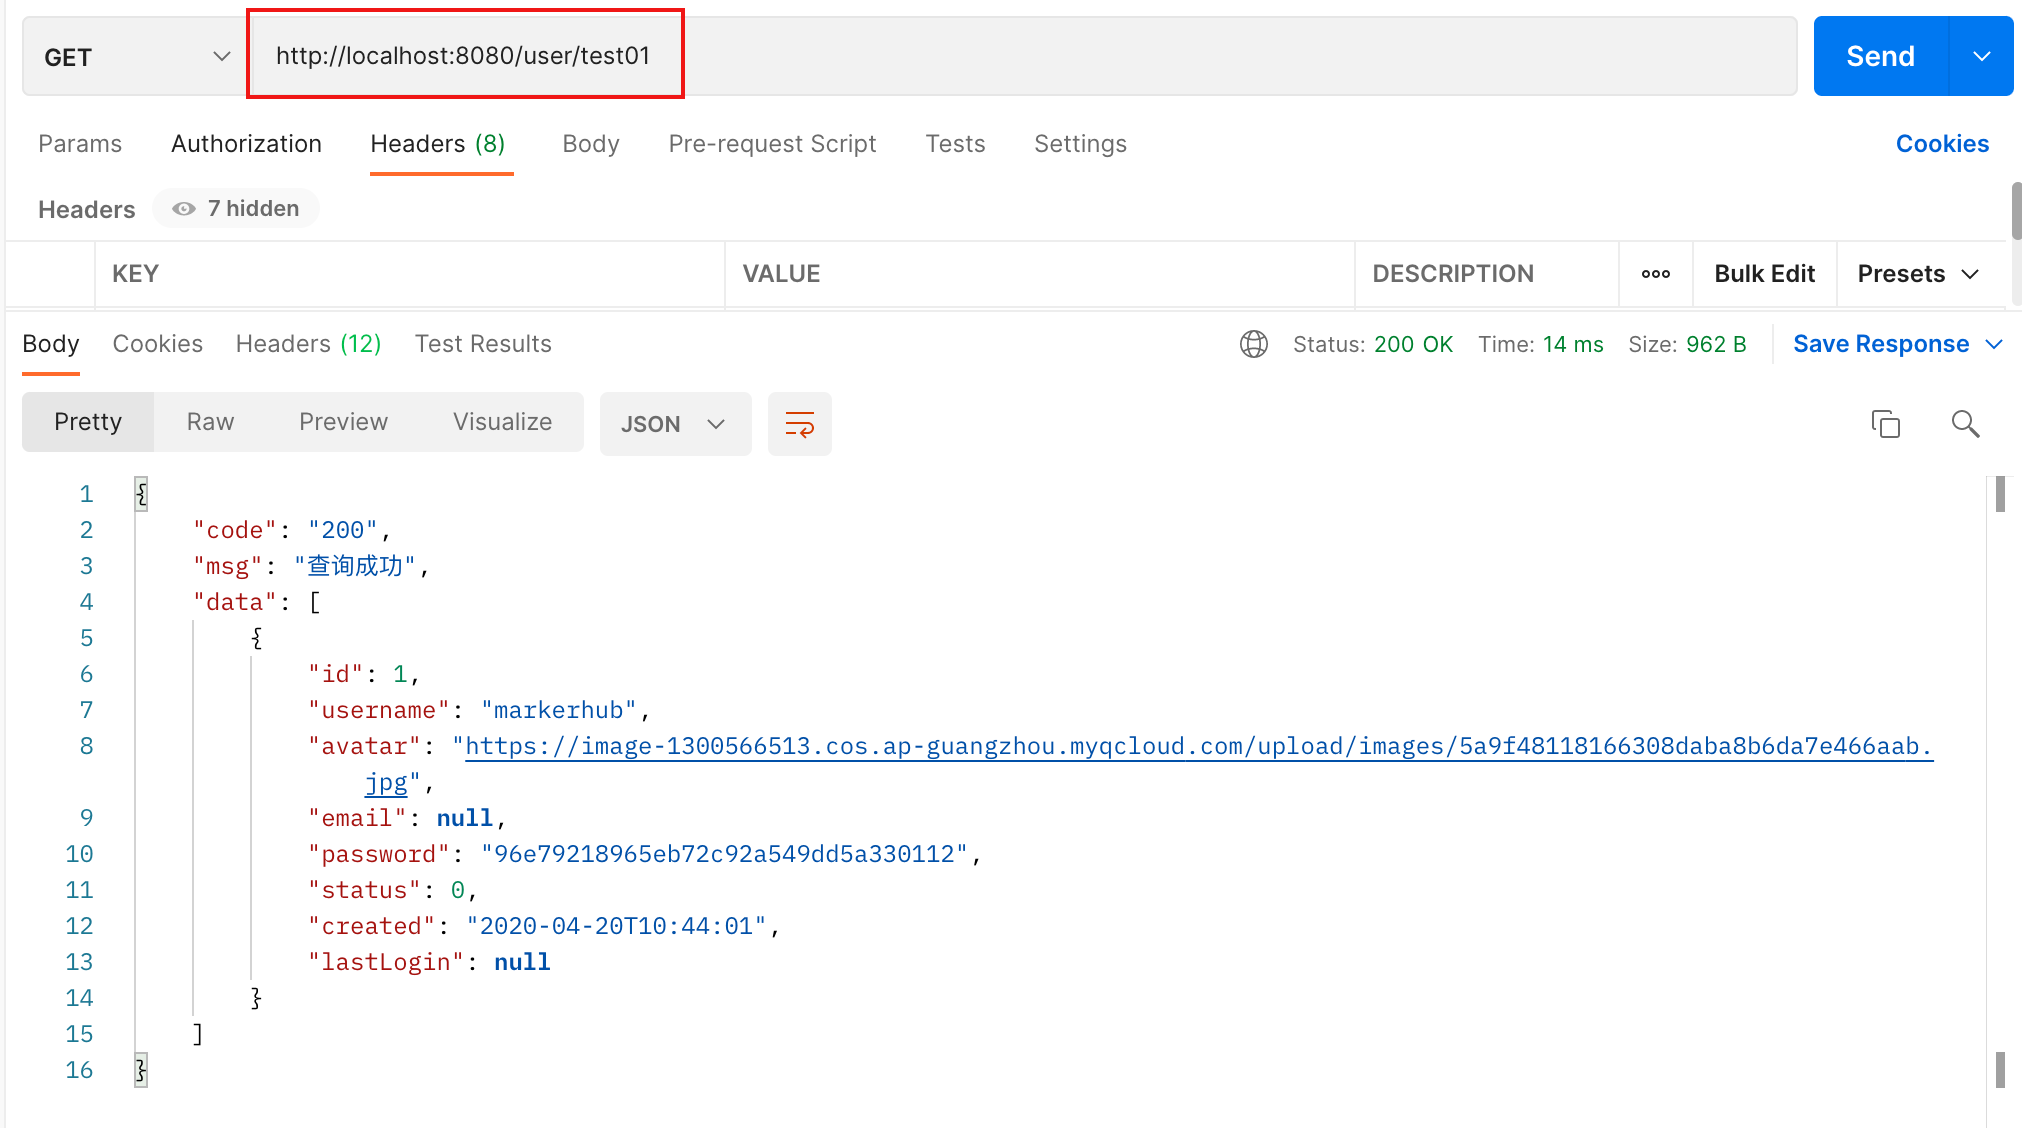 GET http://localhost:8080/user/test01 Send
Params Authorization Headers (8) Body Pre-request Script Tests Settings Cookies
Headers 7 hidden
KEY VALUE DESCRIPTION ooo Bulk Edit Presets
Body Cookies Headers (12) Test Results Status: 200 OK Time: 14 ms Size: 962 B Save Response
Pretty Raw Preview Visualize JSON
1 {
2 "code": "200",
3 "msg": "查询成功",
4 "data": [
5 {
6 "id": 1,
7 "username": "markerhub",
8 "avatar": "https://image-1300566513.cos.ap-guangzhou.myqcloud.com/upload/images/5a9f48118166308daba8b6da7e466aab.
jpg",
9 "email": null,
10 "password": "96e79218965eb72c92a549dd5a330112",
11 "status": 0,
12 "created": "2020-04-20T10:44:01",
13 "lastLogin": null
14 }
15 ]
16 }